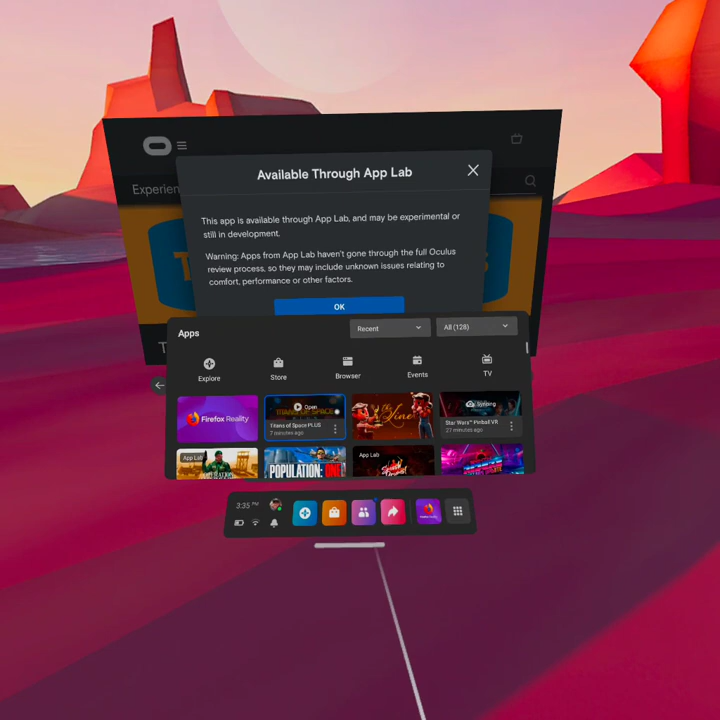 Experien
Available Through App Lab
This app is available through App Lab, and may be experimental or
still in development.
Warning: Apps from App Lab haven't gone through the full Oculus
review process, so they may include unknown issues relating to
comfort, performance or other factors.
OK
Apps
Recent
All (128)
Explore
Store
Browser
Events
TV
Firefox Reality
Open
Titans of Space PLUS
7 minutes ago
the Line
Syncing
Star Wars™ Pinball VR
27 minutes ago
App Lab
POPULATION: ONE
App Lab
3:35 PM